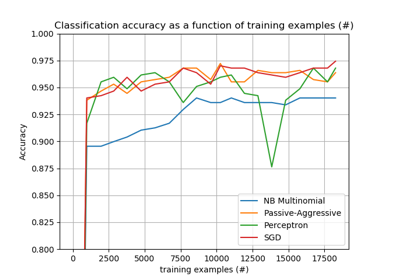 Classification accuracy as a function of training examples (#)
1.000
0.975
0.950
0.925
0.900
0.875
0.850
0.825
0.800
Accuracy
NB Multinomial
Passive-Aggressive
Perceptron
SGD
0
2500
5000
7500
10000
12500
15000
17500
training examples (#)